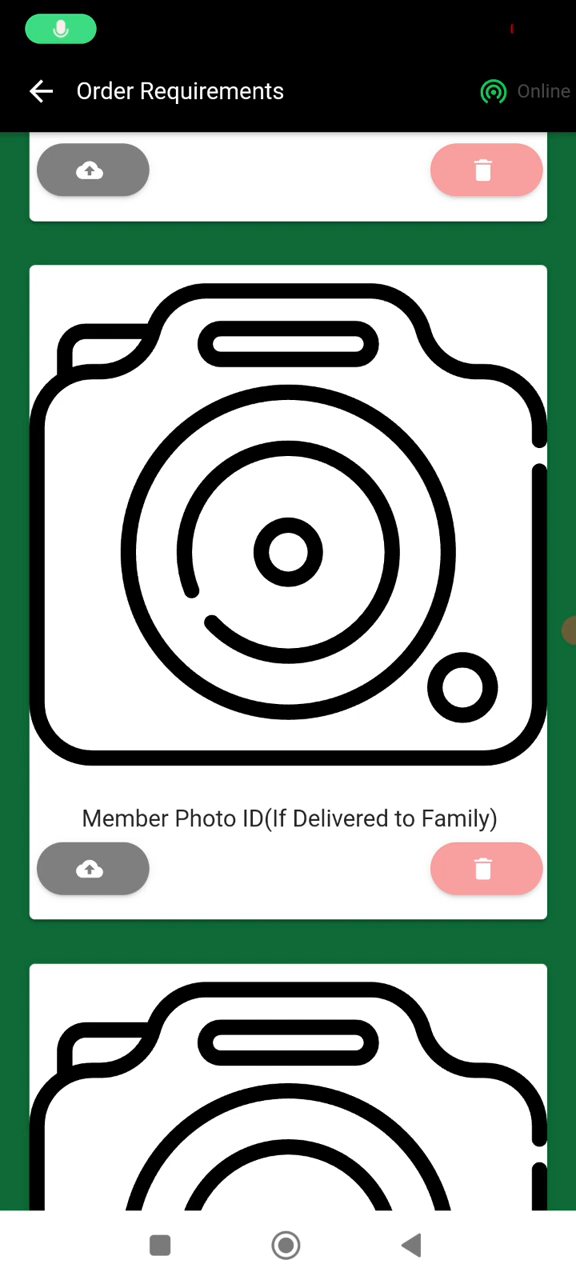 Order Requirements
Online
Member Photo ID(If Delivered to Family)